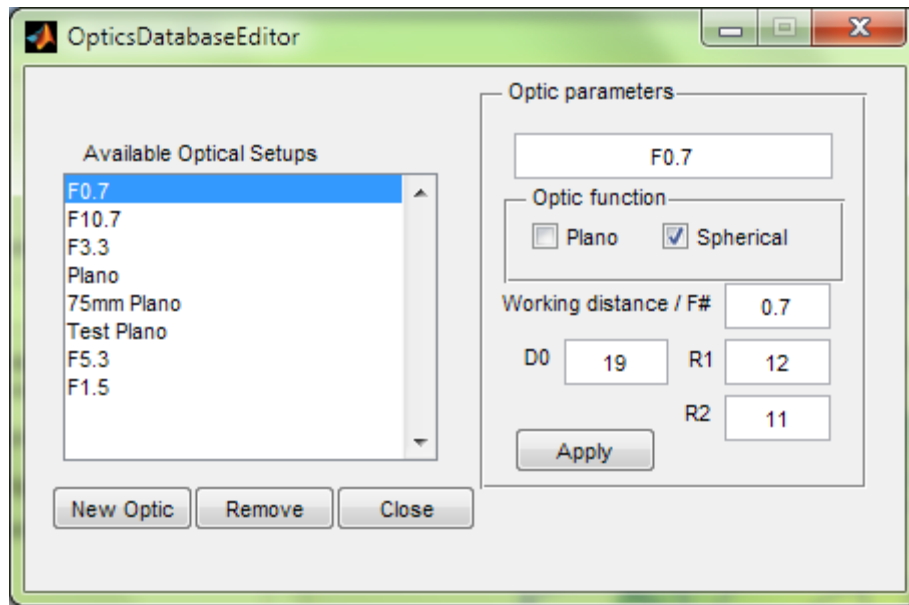 OpticsDatabaseEditor
Available Optical Setups
F0.7
F10.7
F3.3
Plano
75mm Plano
Test Plano
F5.3
F1.5
New Optic
Remove
Close
Optic parameters
F0.7
Optic function
Plano
Spherical
Working distance / F# 0.7
D0 19 R1 12
R2 11
Apply